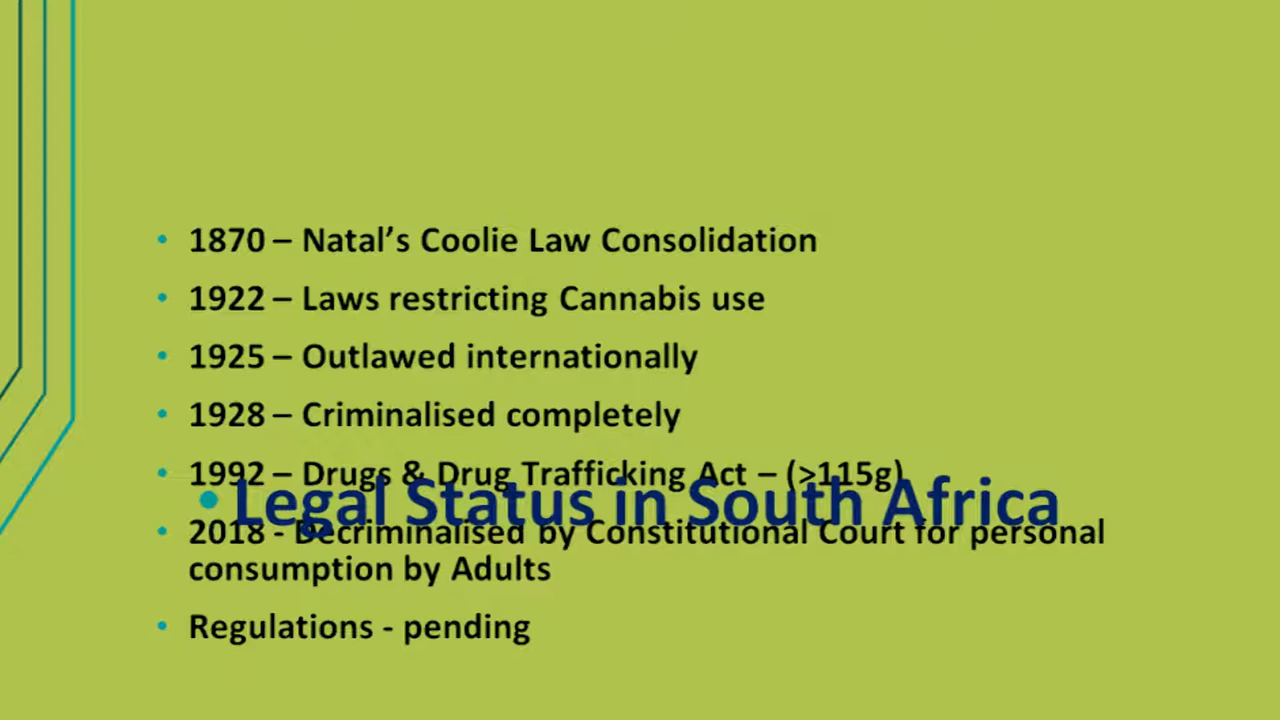 • 1870 – Natal’s Coolie Law Consolidation
• 1922 – Laws restricting Cannabis use
• 1925 – Outlawed internationally
• 1928 – Criminalised completely
• 1992 – Drugs & Drug Trafficking Act – (>115g)
• Legal Status in South Africa
• 2018 - Decriminalised by Constitutional Court for personal
consumption by Adults
• Regulations - pending